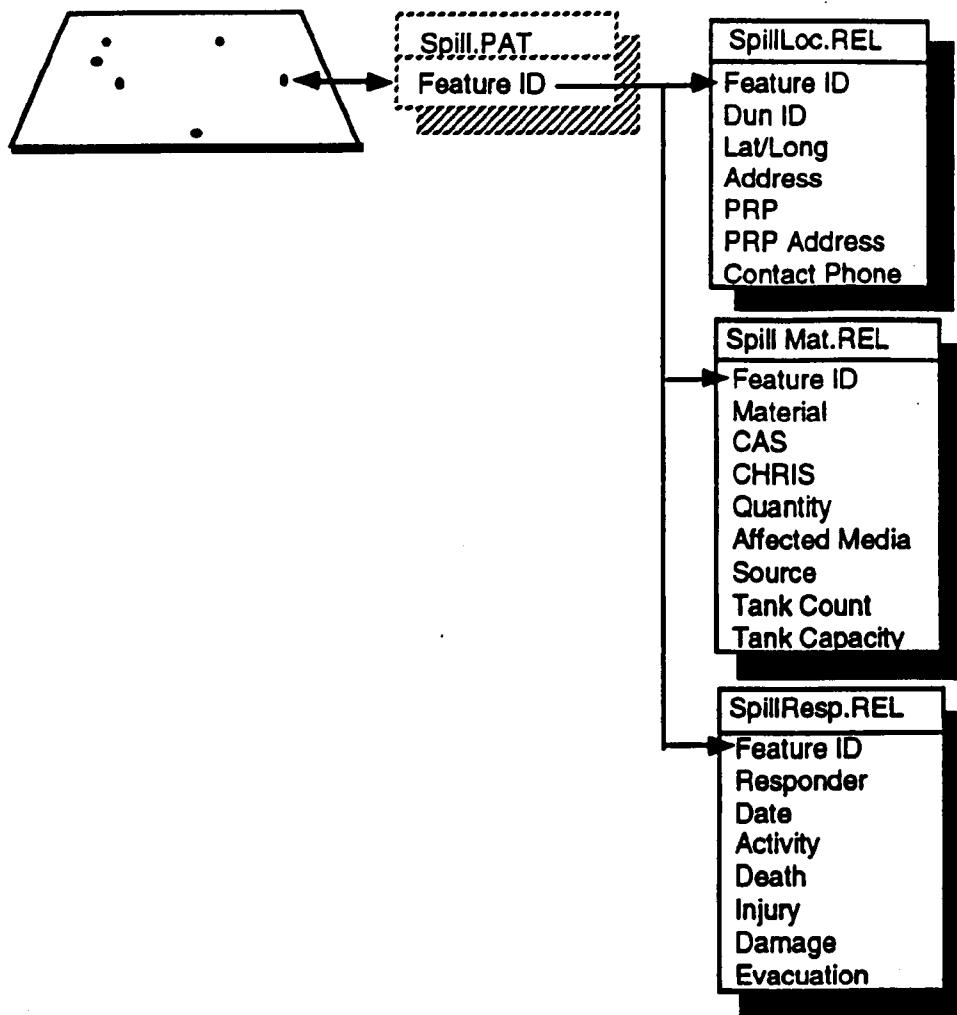 Spill.PAT
Feature ID
SpillLoc.REL
Feature ID
Dun ID
Lat/Long
Address
PRP
PRP Address
Contact Phone
Spill Mat.REL
Feature ID
Material
CAS
CHRIS
Quantity
Affected Media
Source
Tank Count
Tank Capacity
SpillResp.REL
Feature ID
Responder
Date
Activity
Death
Injury
Damage
Evacuation